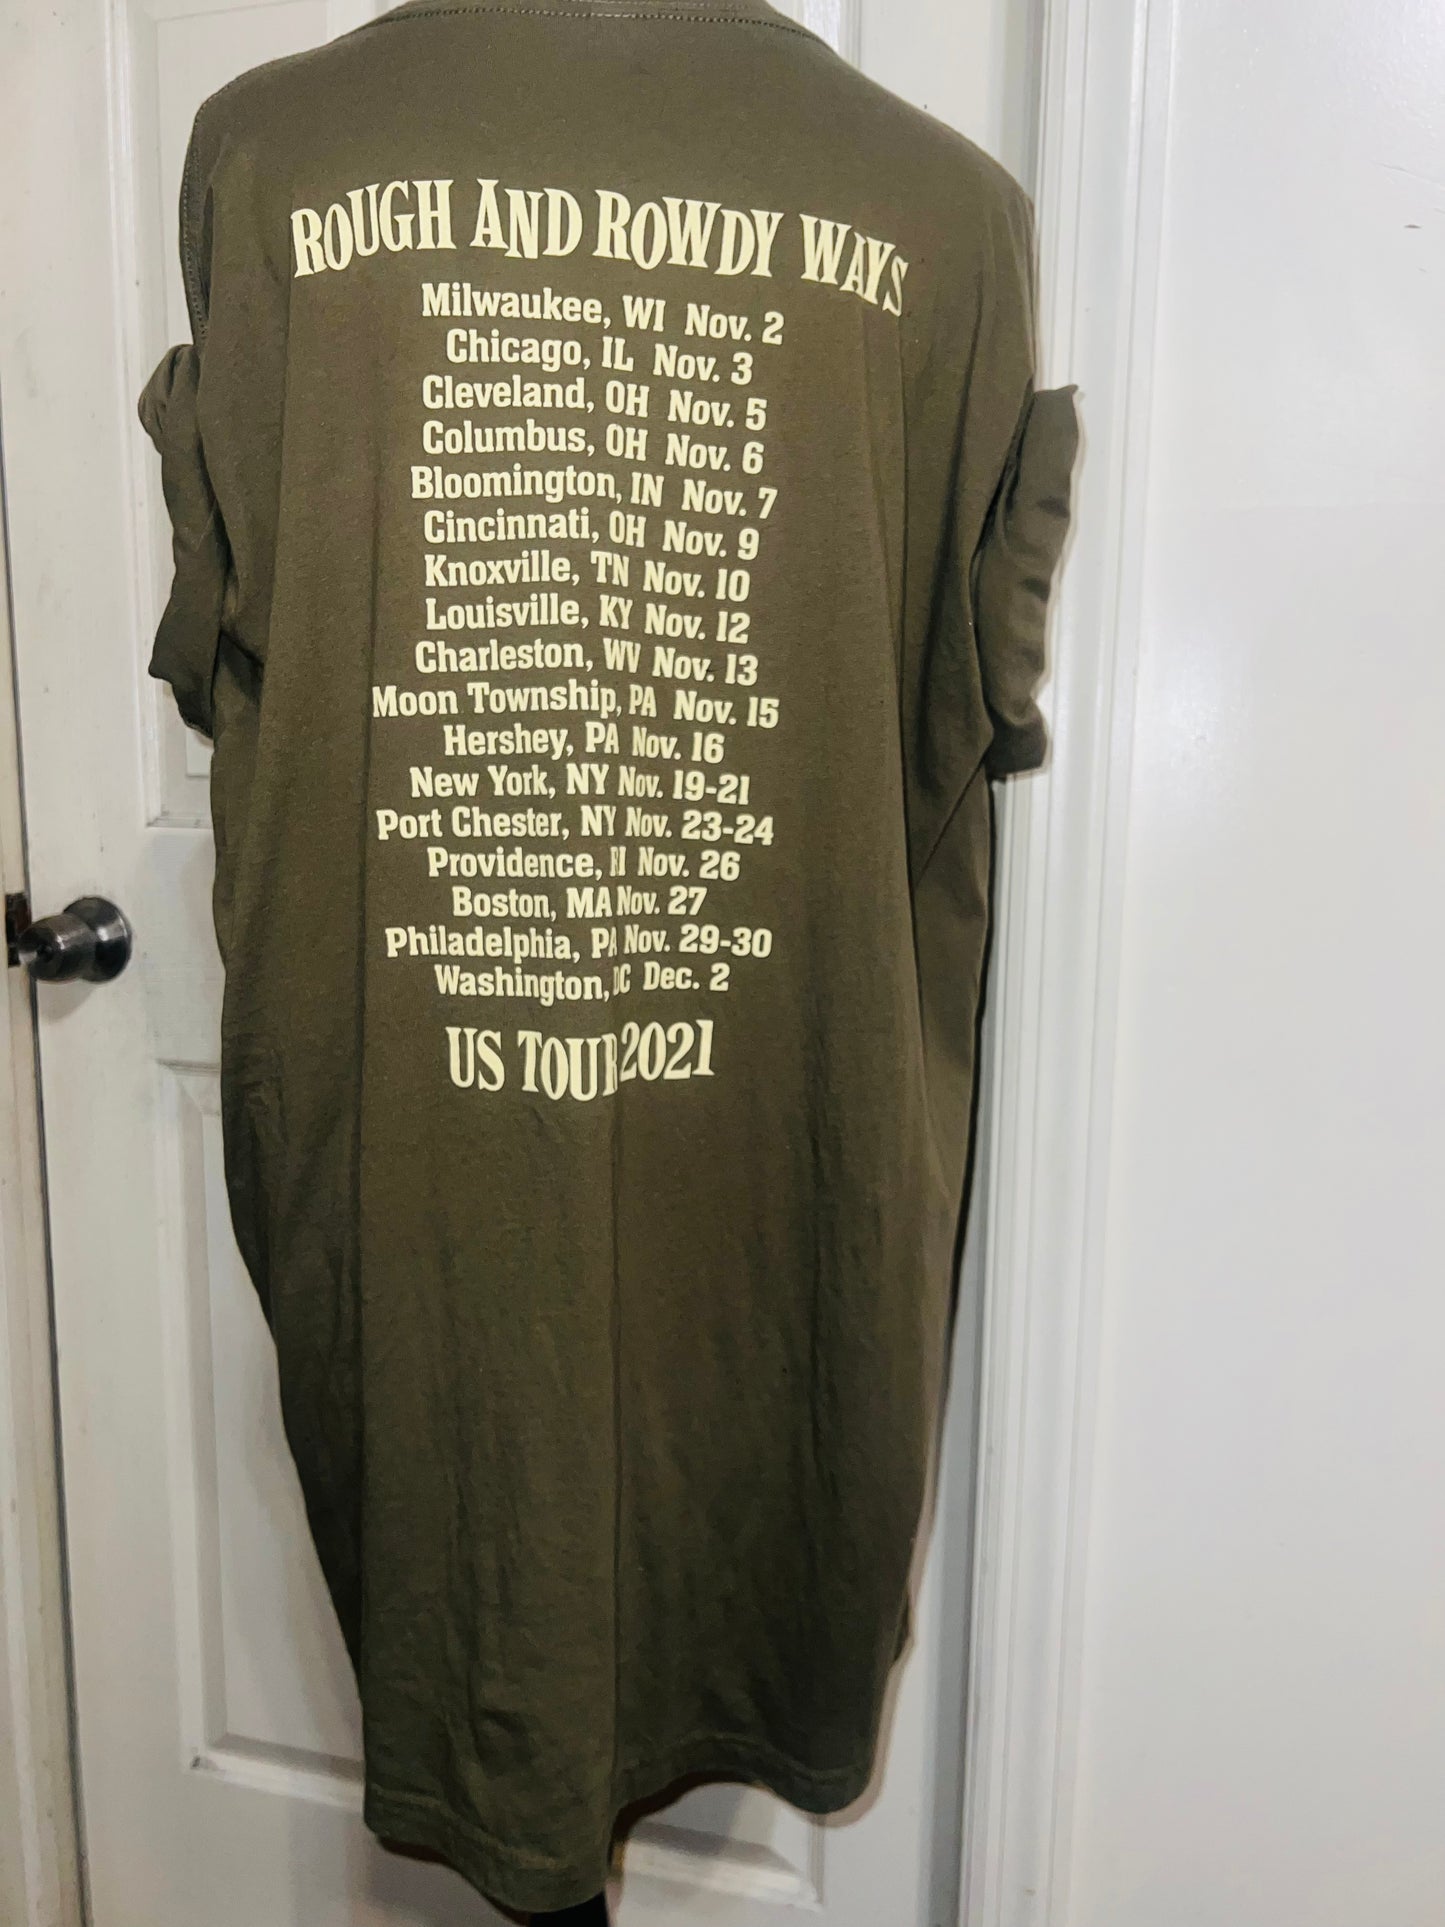 ROUGH AND ROWDY WAYS
Milwaukee, WI Nov. 2
Chicago, IL Nov. 3
Cleveland, OH Nov. 5
Columbus, OH Nov. 6
Bloomington, IN Nov. 7
Cincinnati, OH Nov. 9
Knoxville, TN Nov. 10
Louisville, KY Nov. 12
Charleston, WV Nov. 13
Moon Township, PA Nov. 15
Hershey, PA Nov. 16
New York, NY Nov. 19-21
Port Chester, NY Nov. 23-24
Providence, RI Nov. 26
Boston, MA Nov. 27
Philadelphia, PA Nov. 29-30
Washington, DC Dec. 2
US TOUR 2021